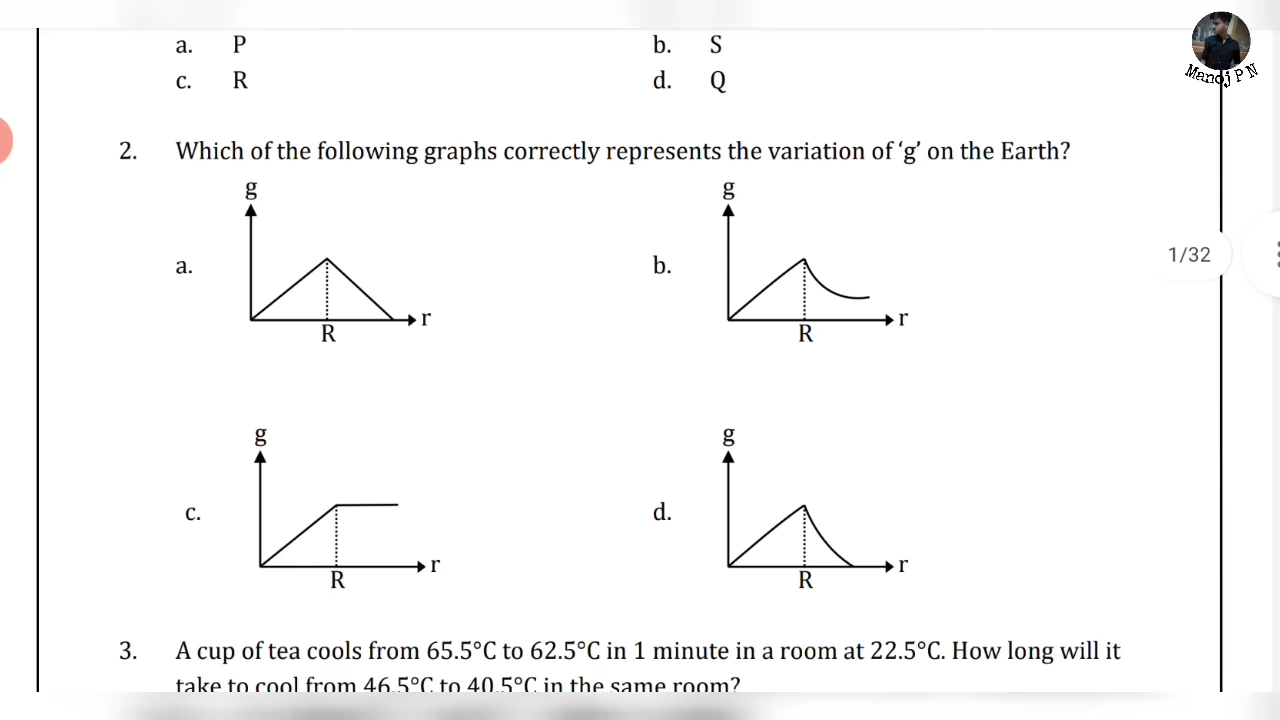 a. P b. S
c. R d. Q
Manoj P N
2. Which of the following graphs correctly represents the variation of ‘g’ on the Earth?
g g
a. b.
r r
R R
1/32
g g
c. d.
r r
R R
3. A cup of tea cools from 65.5°C to 62.5°C in 1 minute in a room at 22.5°C. How long will it
take to cool from 46.5°C to 40.5°C in the same room?